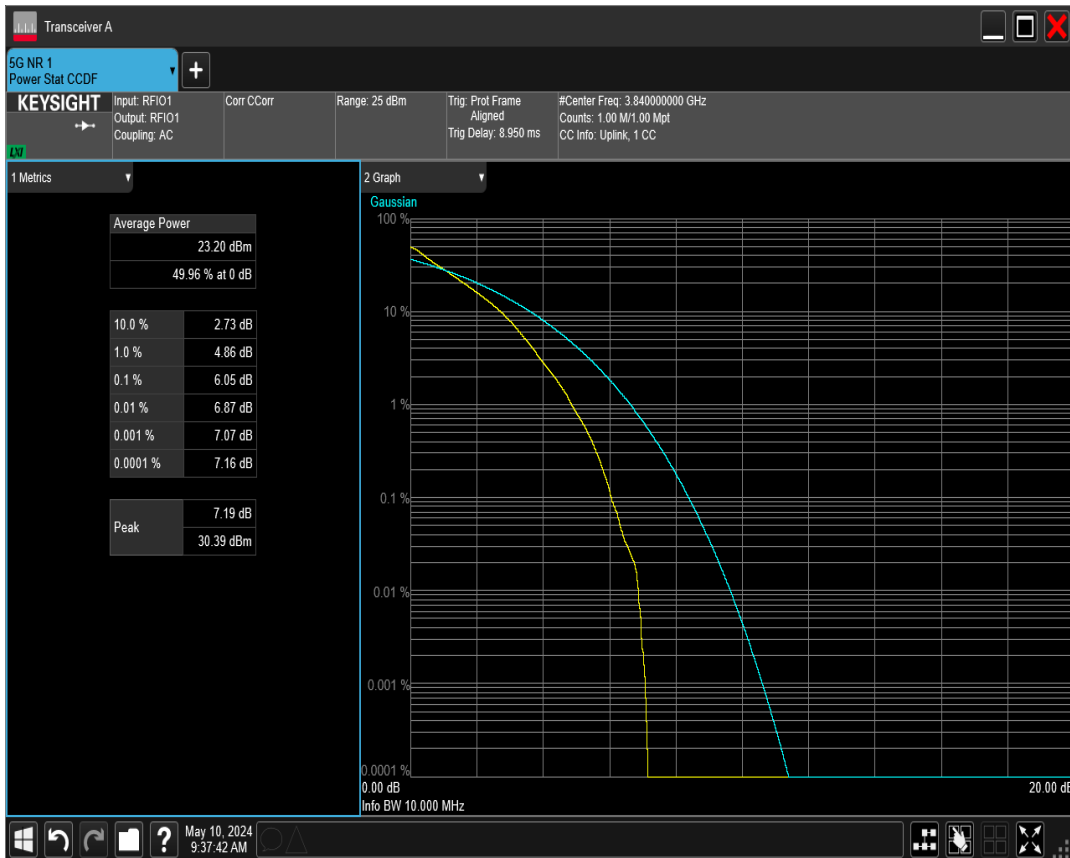 Transceiver A
5G NR 1
Power Stat CCDF
+
KEYSIGHT
LXI
Input: RFIO1
Output: RFIO1
Coupling: AC
Corr CCorr
Range: 25 dBm
Trig: Prot Frame
Aligned
Trig Delay: 8.950 ms
#Center Freq: 3.840000000 GHz
Counts: 1.00 M/1.00 Mpt
CC Info: Uplink, 1 CC
1 Metrics
Average Power
23.20 dBm
49.96 % at 0 dB
10.0 % 2.73 dB
1.0 % 4.86 dB
0.1 % 6.05 dB
0.01 % 6.87 dB
0.001 % 7.07 dB
0.0001 % 7.16 dB
Peak
7.19 dB
30.39 dBm
2 Graph
Gaussian
100 %
10 %
1 %
0.1 %
0.01 %
0.001 %
0.0001 %
0.00 dB 20.00 dB
Info BW 10.000 MHz
?
May 10, 2024
9:37:42 AM